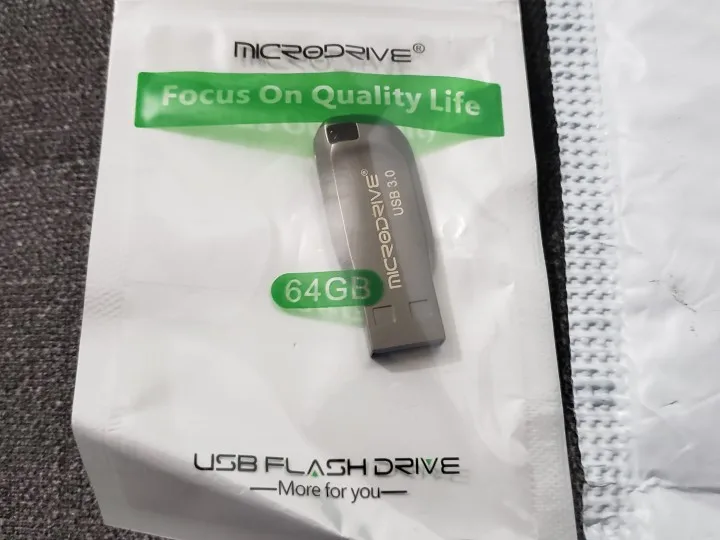 MICRODRIVE®
Focus On Quality Life
MICRODRIVE®
USB 3.0
64GB
USB FLASH DRIVE
—More for you—